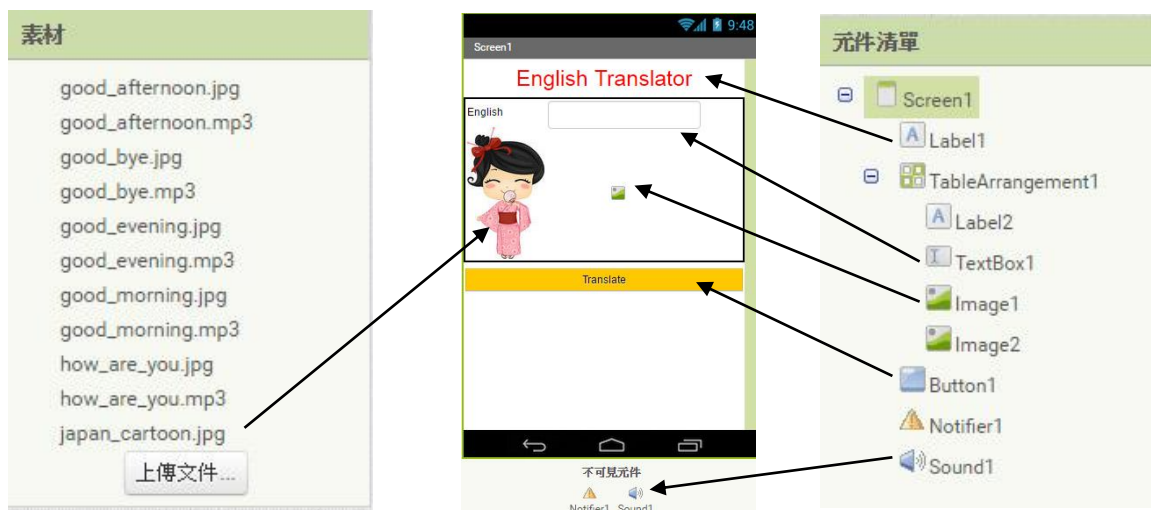 素材
good_afternoon.jpg
good_afternoon.mp3
good_bye.jpg
good_bye.mp3
good_evening.jpg
good_evening.mp3
good_morning.jpg
good_morning.mp3
how_are_you.jpg
how_are_you.mp3
japan_cartoon.jpg
上傳文件...
9:48
Screen1
English Translator
English
Translate
不可見元件
Notifier1 Sound1
元件清單
Screen1
Label1
TableArrangement1
Label2
TextBox1
Image1
Image2
Button1
Notifier1
Sound1